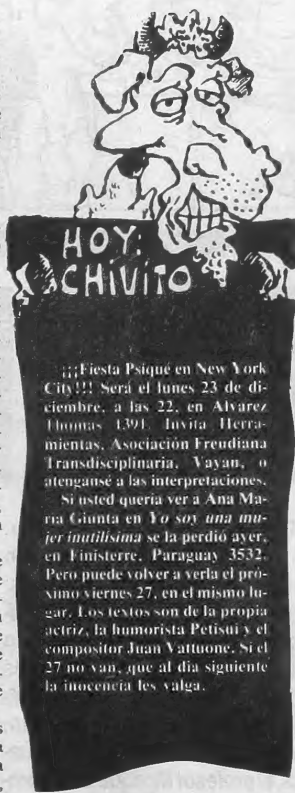 HOY:
CHIVITO
¡¡¡Fiesta Psiqué en New York
City!!! Será el lunes 23 de di-
ciembre, a las 22, en Alvarez
Thomas 1391. Invita Herra-
mientas, Asociación Freudiana
Transdisciplinaria. Vayan, o
aténganse a las interpretaciones.
Si usted quería ver a Ana Ma-
ría Giunta en Yo soy una mu-
jer inutilísima se la perdió ayer,
en Finisterre, Paraguay 3532.
Pero puede volver a verla el pró-
ximo viernes 27, en el mismo lu-
gar. Los textos son de la propia
actriz, la humorista Petisuí y el
compositor Juan Vattuone. Si el
27 no van, que al día siguiente
la inocencia les valga.